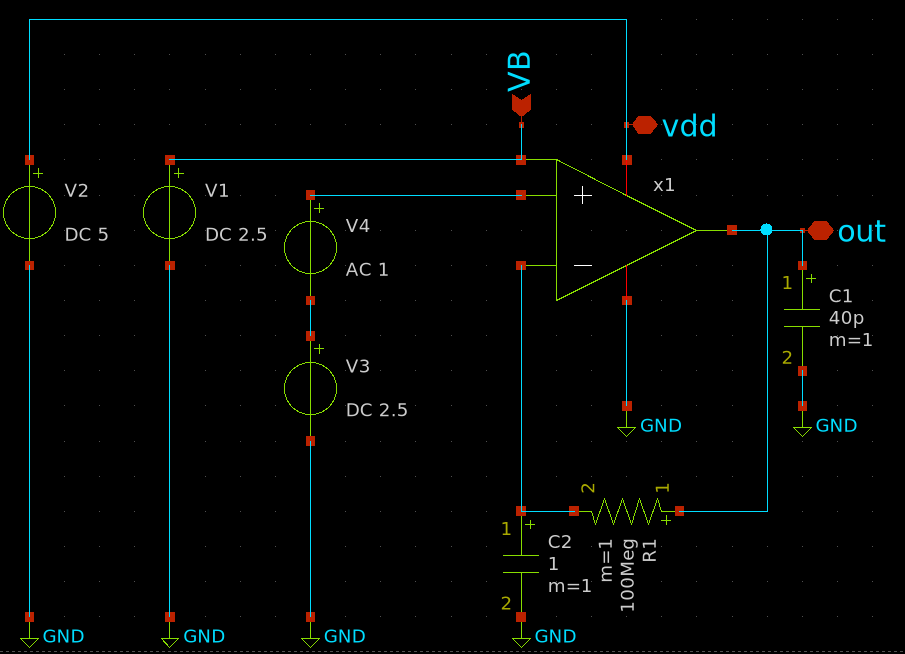 VB
vdd
V2
DC 5
V1
DC 2.5
x1
V4
AC 1
out
1
C1
40p
m=1
2
V3
DC 2.5
GND
GND
2
1
1
C2
1
m=1
2
m=1
100Meg
R1
GND
GND
GND
GND